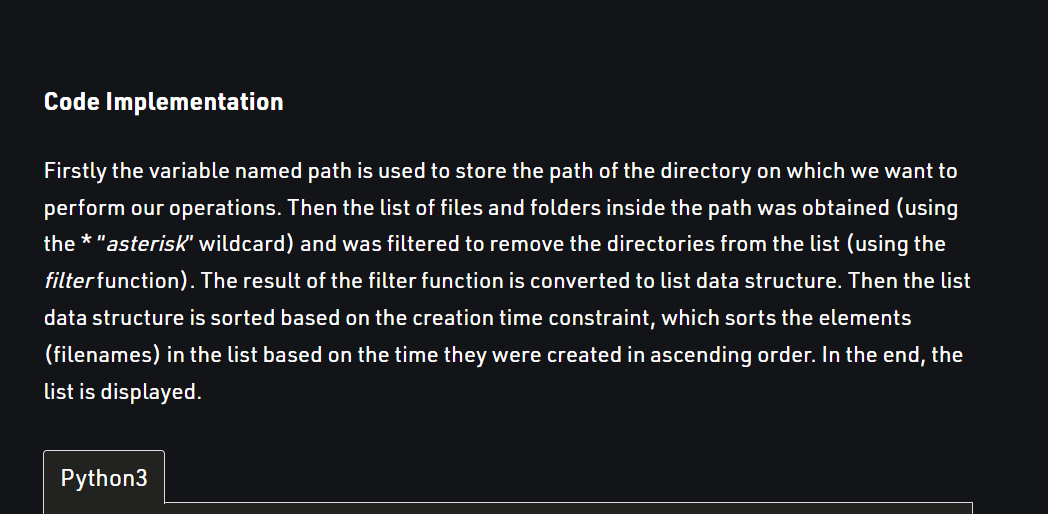 Code Implementation
Firstly the variable named path is used to store the path of the directory on which we want to
perform our operations. Then the list of files and folders inside the path was obtained (using
the * "asterisk" wildcard) and was filtered to remove the directories from the list (using the
filter function). The result of the filter function is converted to list data structure. Then the list
data structure is sorted based on the creation time constraint, which sorts the elements
(filenames) in the list based on the time they were created in ascending order. In the end, the
list is displayed.
Python3